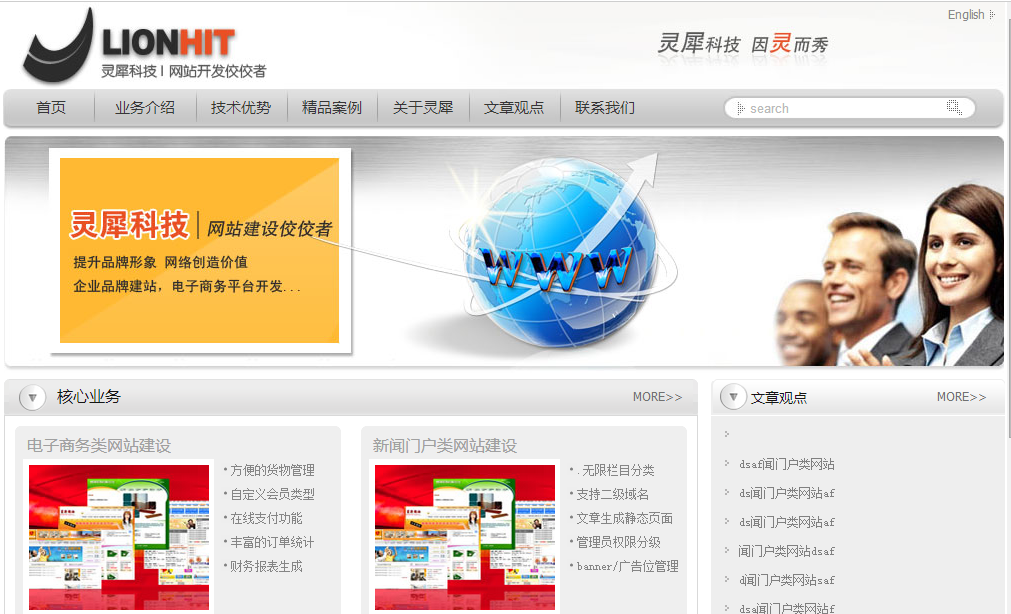 English
LIONHIT
灵犀科技 | 网站开发佼佼者
灵犀科技 因灵而秀
首页 业务介绍 技术优势 精品案例 关于灵犀 文章观点 联系我们 search
灵犀科技 | 网站建设佼佼者
提升品牌形象 网络创造价值
企业品牌建站，电子商务平台开发...
WWW
核心业务 MORE>>
电子商务类网站建设
·方便的货物管理
·自定义会员类型
·在线支付功能
·丰富的订单统计
·财务报表生成
新闻门户类网站建设
·.无限栏目分类
·支持二级域名
·文章生成静态页面
·管理员权限分级
·banner/广告位管理
文章观点 MORE>>
dsaf闻门户类网站
ds闻门户类网站af
ds闻门户类网站af
闻门户类网站dsaf
d闻门户类网站saf
dsa闻门户类网站f